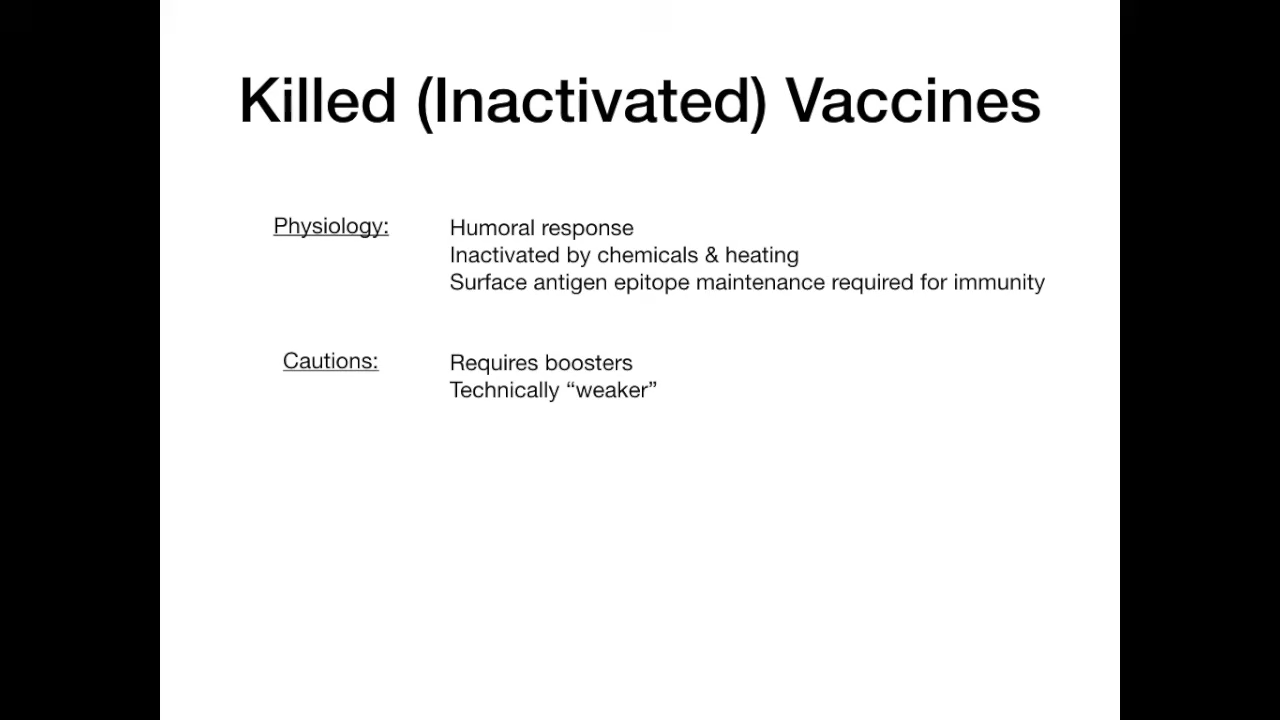 Killed (Inactivated) Vaccines
Physiology: Humoral response
Inactivated by chemicals & heating
Surface antigen epitope maintenance required for immunity
Cautions: Requires boosters
Technically “weaker”